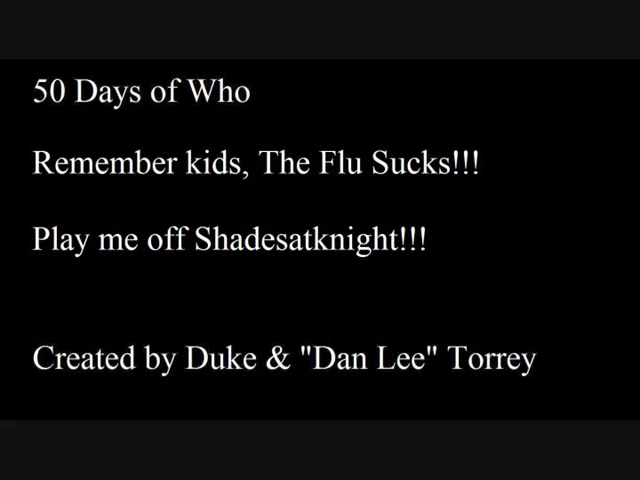 50 Days of Who
Remember kids, The Flu Sucks!!!
Play me off Shadesatknight!!!
Created by Duke & "Dan Lee" Torrey